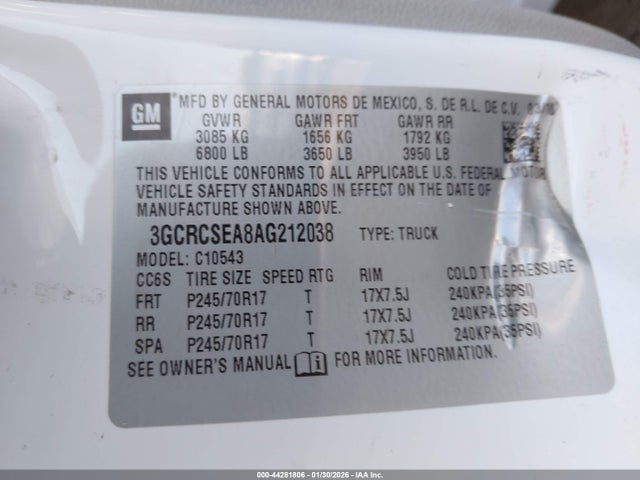 GM
MFD BY GENERAL MOTORS DE MEXICO, S. DE R.L. DE C.V.
GVWR GAWR FRT GAWR RR
3085 KG 1656 KG 1792 KG
6800 LB 3650 LB 3950 LB
THIS VEHICLE CONFORMS TO ALL APPLICABLE U.S. FEDERAL MOTOR
VEHICLE SAFETY STANDARDS IN EFFECT ON THE DATE OF
MANUFACTURE SHOWN ABOVE.
3GCRCSEA8AG212038 TYPE: TRUCK
MODEL: C10543
CC6S TIRE SIZE SPEED RTG RIM COLD TIRE PRESSURE
FRT P245/70R17 T 17X7.5J 240KPA(35PSI)
RR P245/70R17 T 17X7.5J 240KPA(35PSI)
SPA P245/70R17 T 17X7.5J 240KPA(35PSI)
SEE OWNER'S MANUAL FOR MORE INFORMATION.
000-44281806 - 01/30/2026 - IAA Inc.